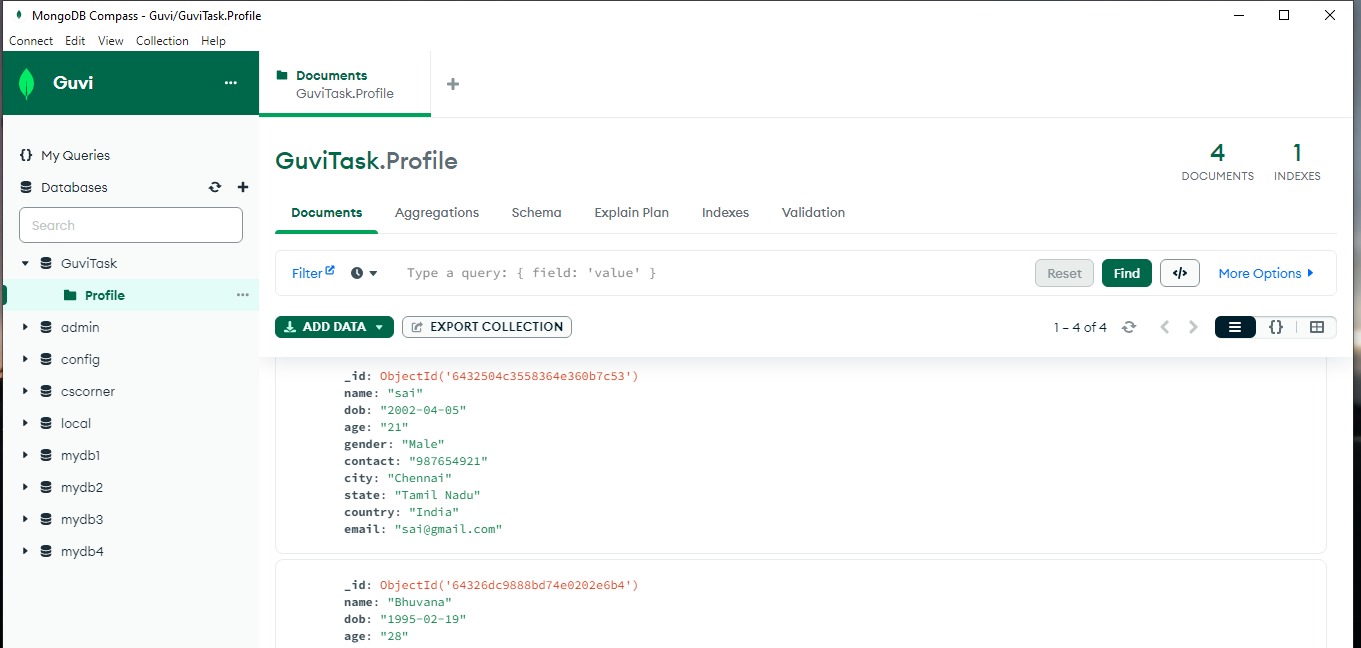 MongoDB Compass - Guvi/GuviTask.Profile
Connect Edit View Collection Help
Guvi
Documents
GuviTask.Profile
My Queries
Databases
Search
GuviTask
Profile
admin
config
cscorner
local
mydb1
mydb2
mydb3
mydb4
GuviTask.Profile
4
DOCUMENTS
1
INDEXES
Documents Aggregations Schema Explain Plan Indexes Validation
Filter Type a query: { field: 'value' } Reset Find </> More Options
ADD DATA EXPORT COLLECTION 1 – 4 of 4 {}
_id: ObjectId('6432504c3558364e360b7c53')
name: "sai"
dob: "2002-04-05"
age: "21"
gender: "Male"
contact: "987654921"
city: "Chennai"
state: "Tamil Nadu"
country: "India"
email: "sai@gmail.com"
_id: ObjectId('64326dc9888bd74e0202e6b4')
name: "Bhuvana"
dob: "1995-02-19"
age: "28"